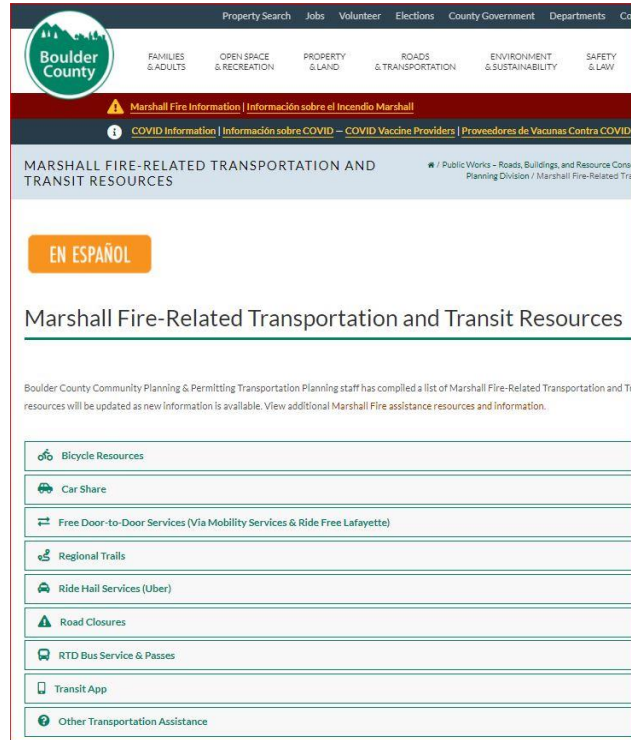 Property Search Jobs Volunteer Elections County Government Departments
Boulder County
FAMILIES & ADULTS
OPEN SPACE & RECREATION
PROPERTY & LAND
ROADS & TRANSPORTATION
ENVIRONMENT & SUSTAINABILITY
SAFETY & LAW
Marshall Fire Information | Información sobre el Incendio Marshall
COVID Information | Información sobre COVID – COVID Vaccine Providers | Proveedores de Vacunas Contra COVID
MARSHALL FIRE-RELATED TRANSPORTATION AND
TRANSIT RESOURCES
/ Public Works – Roads, Buildings, and Resource
Planning Division / Marshall Fire-Related
EN ESPAÑOL
Marshall Fire-Related Transportation and Transit Resources
Boulder County Community Planning & Permitting Transportation Planning staff has compiled a list of Marshall Fire-Related Transportation and
resources will be updated as new information is available. View additional Marshall Fire assistance resources and information.
Bicycle Resources
Car Share
Free Door-to-Door Services (Via Mobility Services & Ride Free Lafayette)
Regional Trails
Ride Hail Services (Uber)
Road Closures
RTD Bus Service & Passes
Transit App
Other Transportation Assistance